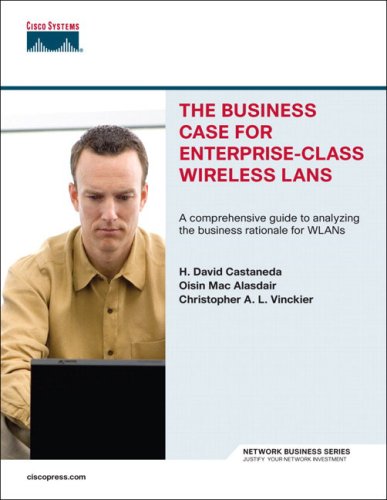 CISCO SYSTEMS
THE BUSINESS
CASE FOR
ENTERPRISE-CLASS
WIRELESS LANS
A comprehensive guide to analyzing
the business rationale for WLANs
H. David Castaneda
Oisin Mac Alasdair
Christopher A. L. Vinckier
NETWORK BUSINESS SERIES
JUSTIFY YOUR NETWORK INVESTMENT
ciscopress.com